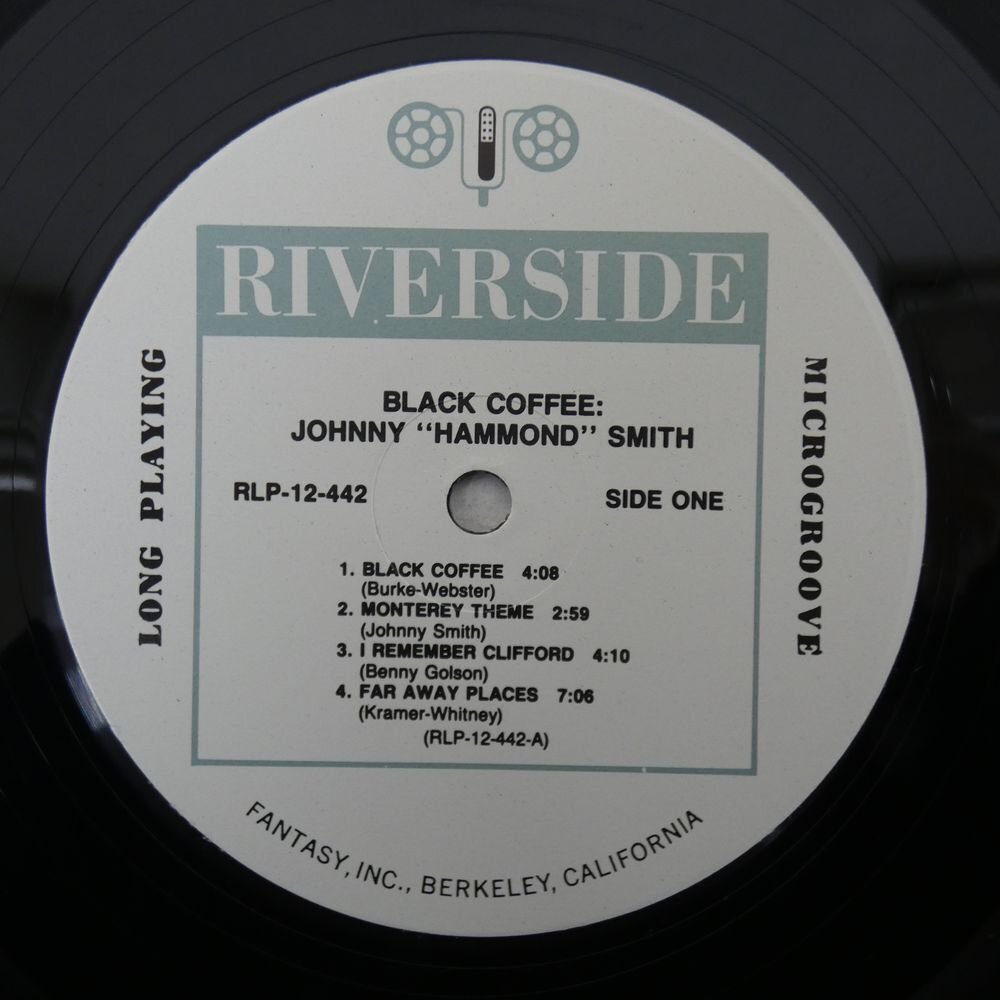 RIVERSIDE
LONG PLAYING
MICROGROOVE
BLACK COFFEE:
JOHNNY "HAMMOND" SMITH
RLP-12-442 SIDE ONE
1. BLACK COFFEE 4:08
(Burke-Webster)
2. MONTEREY THEME 2:59
(Johnny Smith)
3. I REMEMBER CLIFFORD 4:10
(Benny Golson)
4. FAR AWAY PLACES 7:06
(Kramer-Whitney)
(RLP-12-442-A)
FANTASY, INC., BERKELEY, CALIFORNIA